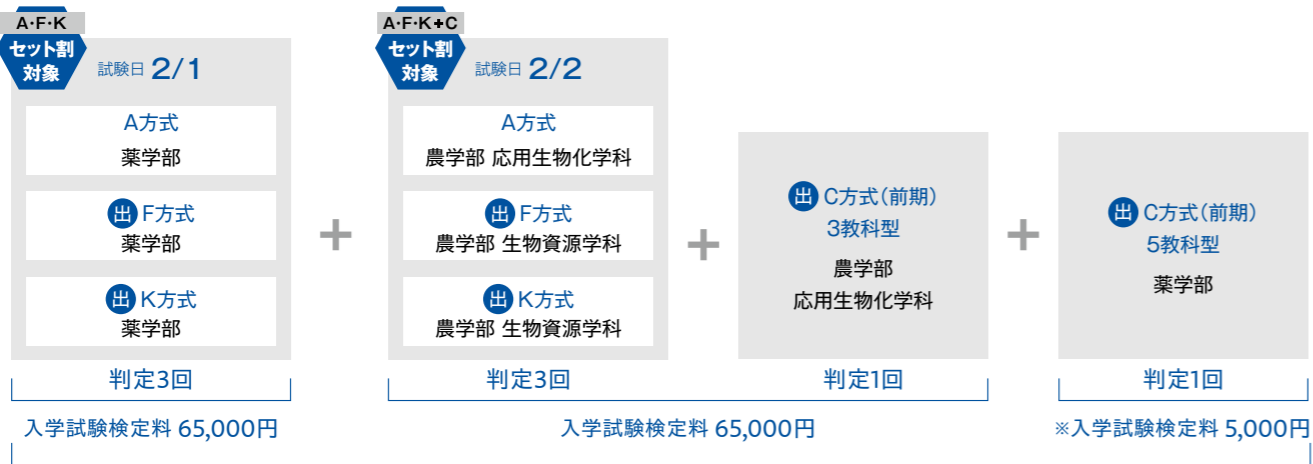 A・F・K
セット割
対象
試験日 2/1
A方式
薬学部
出 F方式
薬学部
出 K方式
薬学部
判定3回
入学試験検定料 65,000円
+
A・F・K+C
セット割
対象
試験日 2/2
A方式
農学部 応用生物化学科
出 F方式
農学部 生物資源学科
出 K方式
農学部 生物資源学科
判定3回
+
出 C方式(前期)
3教科型
農学部
応用生物化学科
判定1回
入学試験検定料 65,000円
+
出 C方式(前期)
5教科型
薬学部
判定1回
※入学試験検定料 5,000円